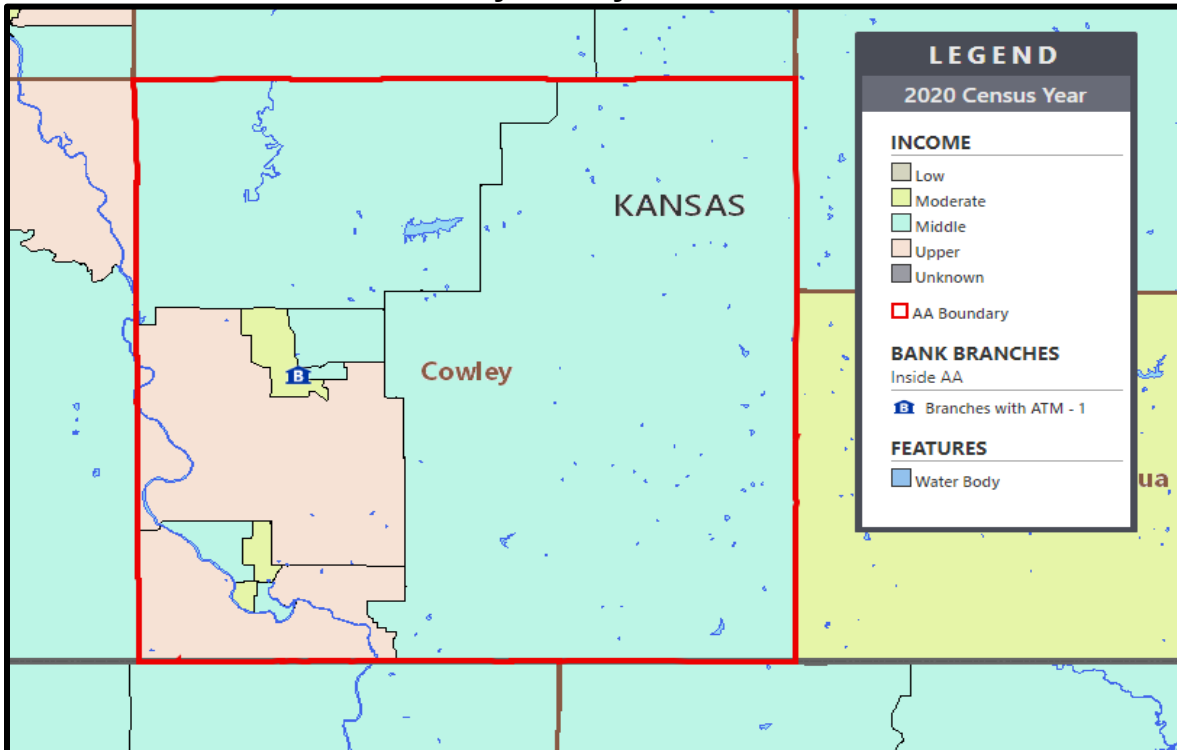 KANSAS
Cowley
ua
LEGEND
2020 Census Year
INCOME
Low
Moderate
Middle
Upper
Unknown
AA Boundary
BANK BRANCHES
Inside AA
B Branches with ATM - 1
FEATURES
Water Body
B